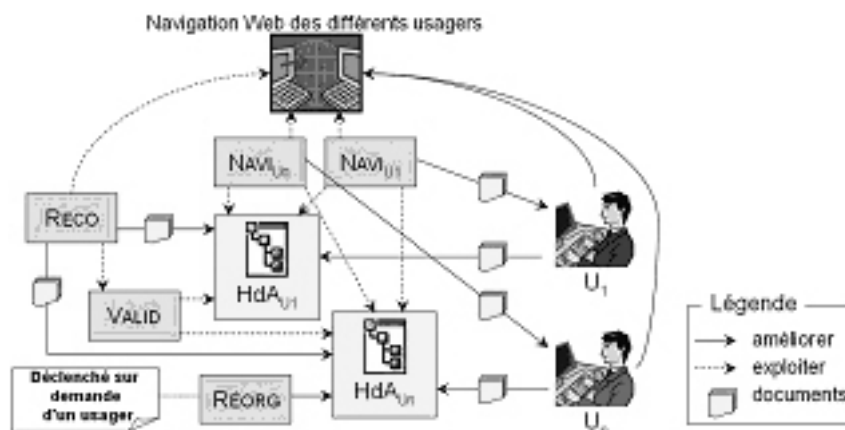 Navigation Web des différents usagers
NAVI Un
NAVI U1
RECO
HdA U1
U1
VALID
HdA Un
Déclenché sur
demande
d'un usager
RÉORG
Légende
améliorer
exploiter
documents